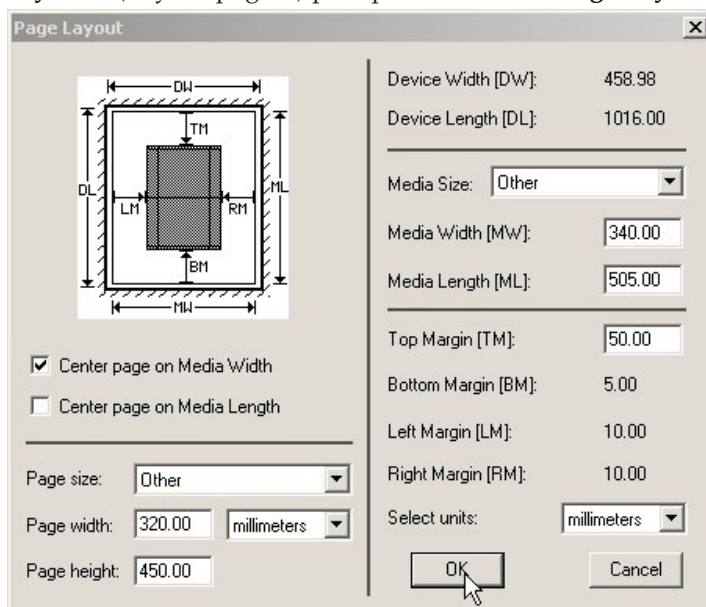 Page Layout
DW
TM
DL
ML
LM
RM
BM
MW
Center page on Media Width
Center page on Media Length
Page size: Other
Page width: 320.00 millimeters
Page height: 450.00
Device Width [DW]: 458.98
Device Length [DL]: 1016.00
Media Size: Other
Media Width [MW]: 340.00
Media Length [ML]: 505.00
Top Margin [TM]: 50.00
Bottom Margin [BM]: 5.00
Left Margin [LM]: 10.00
Right Margin [RM]: 10.00
Select units: millimeters
OK Cancel